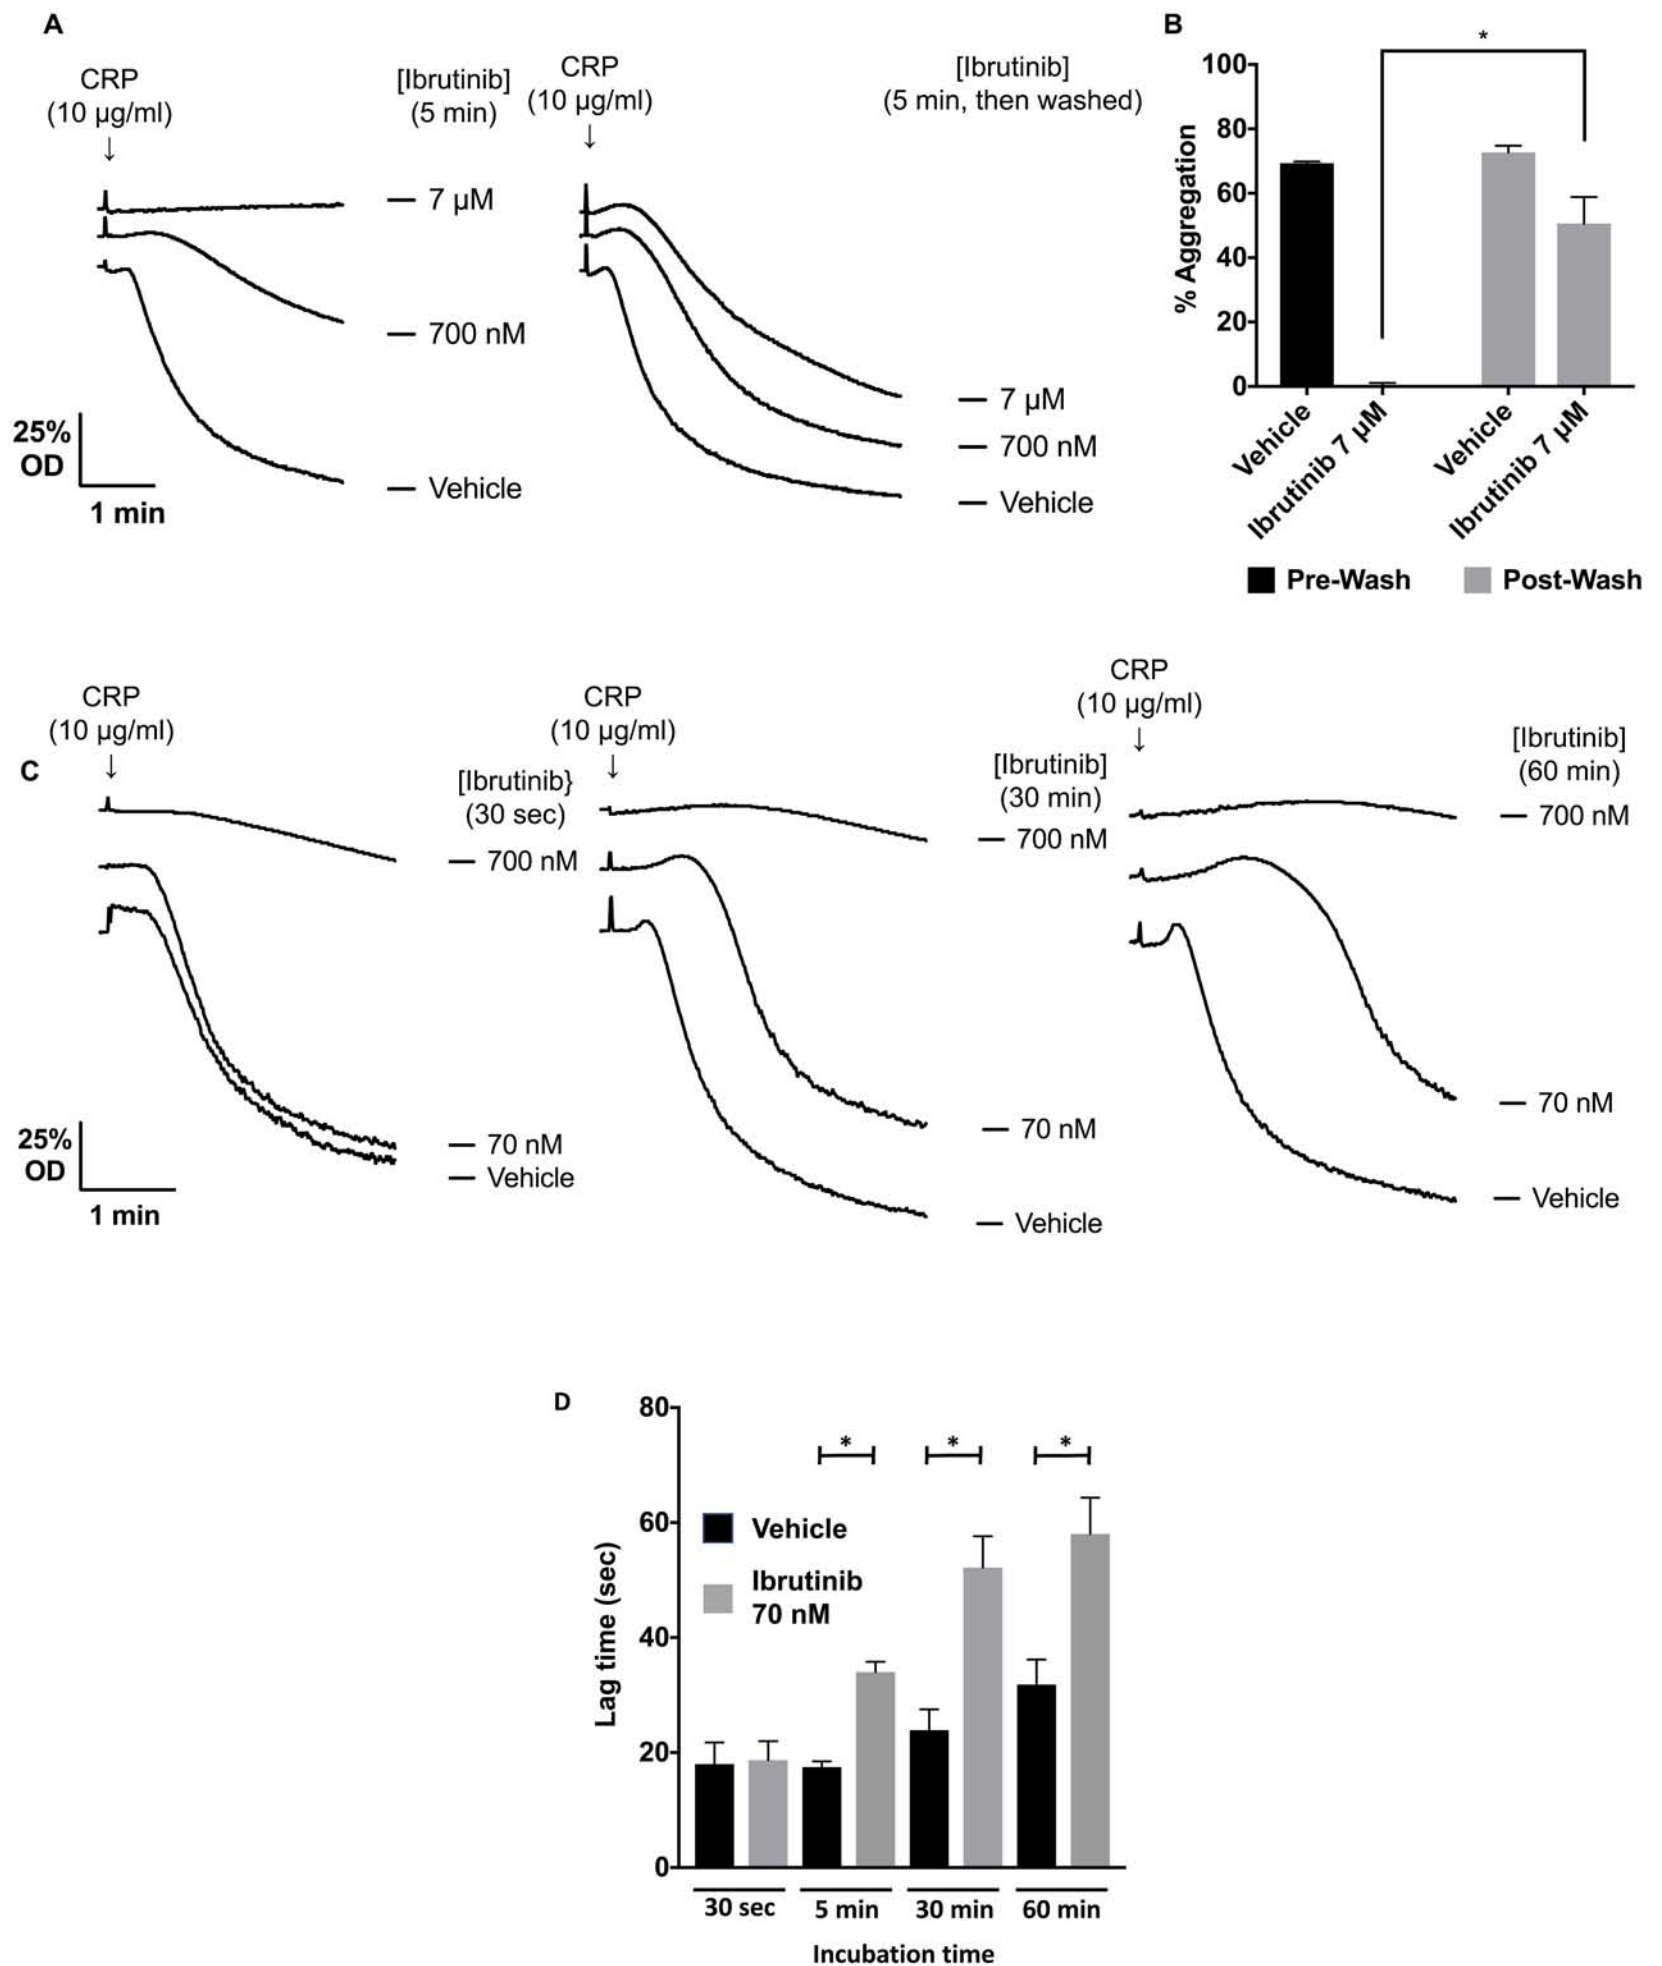 A
CRP
(10 µg/ml)
↓
[Ibrutinib]
(5 min)
7 µM
700 nM
Vehicle
25%
OD
1 min
CRP
(10 µg/ml)
↓
[Ibrutinib]
(5 min, then washed)
7 µM
700 nM
Vehicle
B
*
% Aggregation
100
80
60
40
20
0
Vehicle
Ibrutinib 7 µM
Vehicle
Ibrutinib 7 µM
Pre-Wash
Post-Wash
C
CRP
(10 µg/ml)
↓
[Ibrutinib}
(30 sec)
700 nM
70 nM
Vehicle
25%
OD
1 min
CRP
(10 µg/ml)
↓
[Ibrutinib]
(30 min)
700 nM
70 nM
Vehicle
CRP
(10 µg/ml)
↓
[Ibrutinib]
(60 min)
700 nM
70 nM
Vehicle
D
Lag time (sec)
80
60
40
20
0
* * *
Vehicle
Ibrutinib
70 nM
30 sec 5 min 30 min 60 min
Incubation time